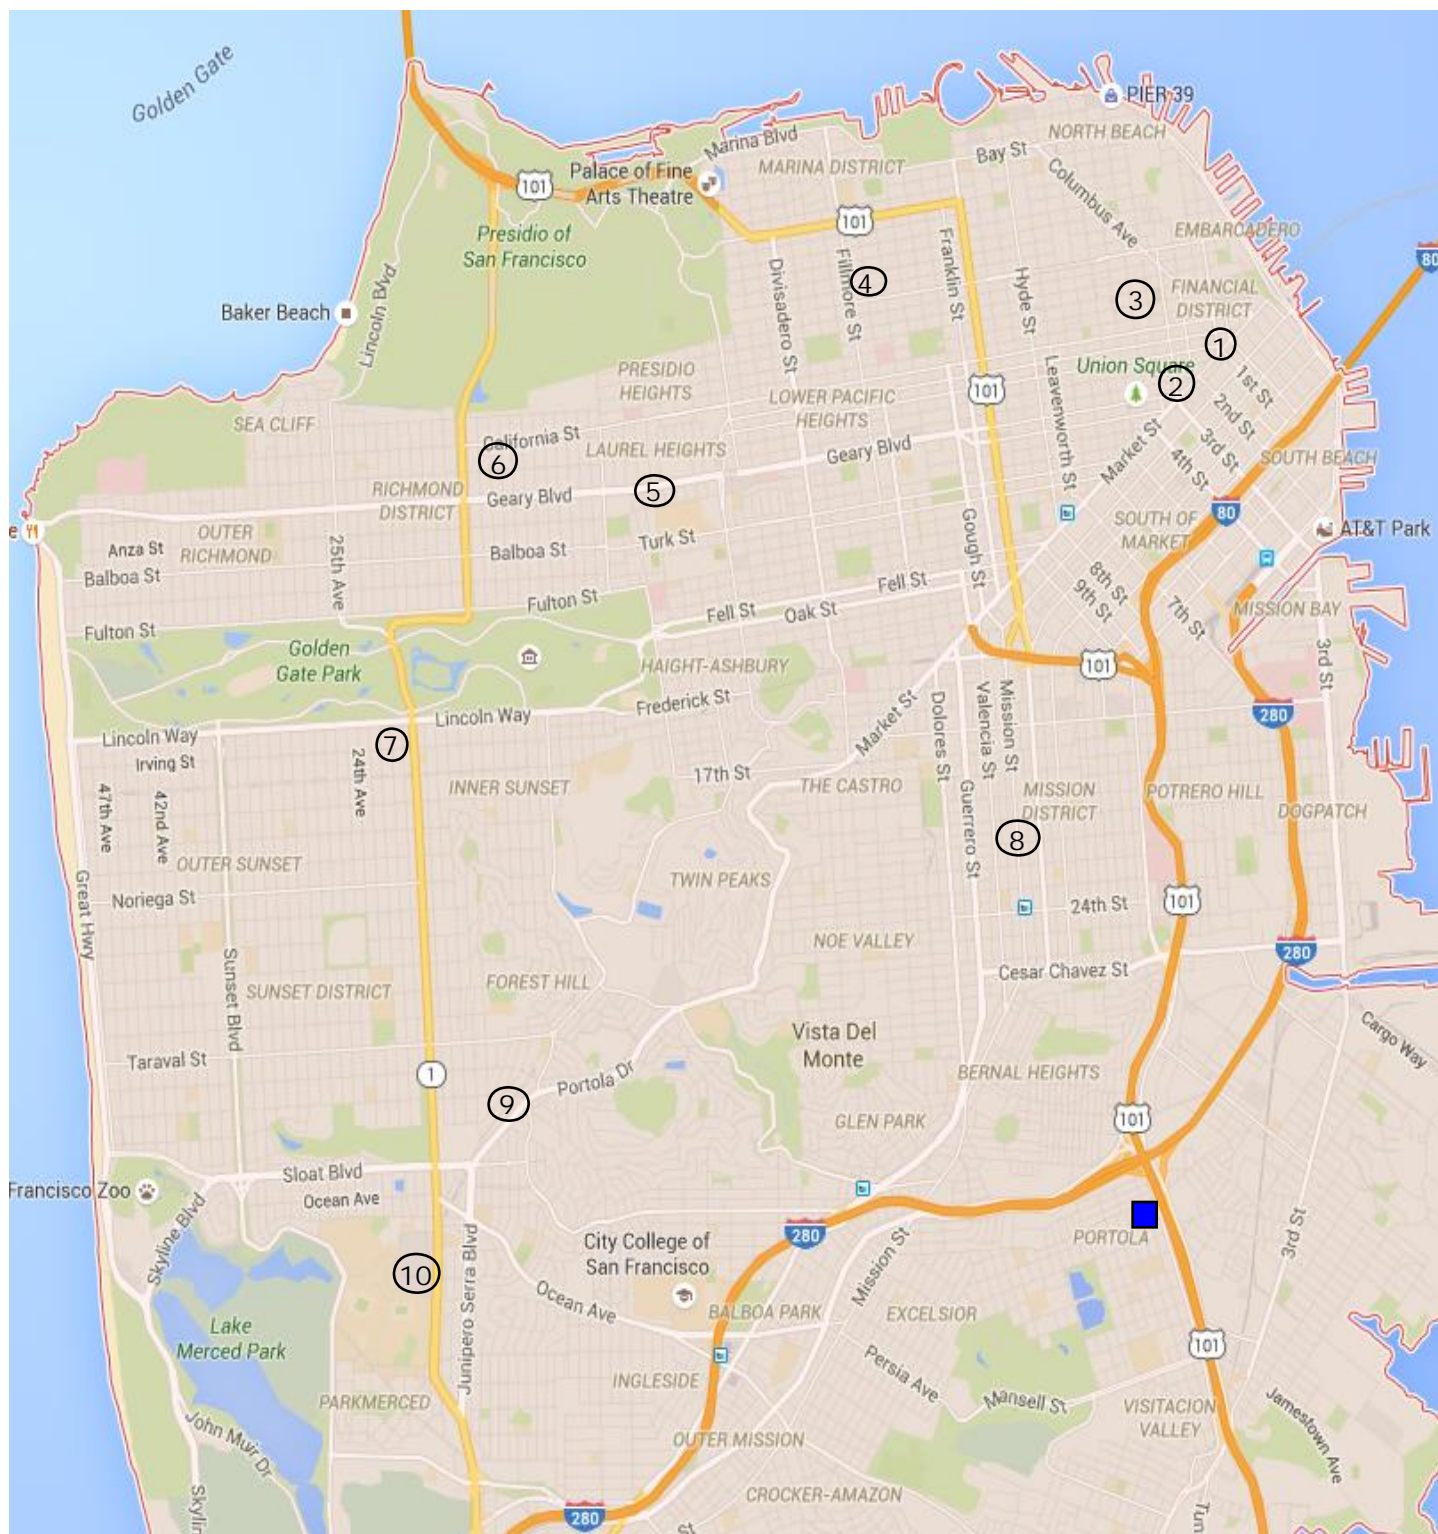 Golden Gate
PIER 39
NORTH BEACH
Marina Blvd
Bay St
MARINA DISTRICT
Palace of Fine
Arts Theatre
101
Columbus Ave
101
Presidio of
San Francisco
EMBARCADERO
80
Lincoln Blvd
Divisadero St
Fillmore St
4
Franklin St
Hyde St
3
FINANCIAL
DISTRICT
Baker Beach
1
PRESIDIO
HEIGHTS
Union Square
2
1st St
101
Leavenworth St
LOWER PACIFIC
HEIGHTS
2nd St
SEA CLIFF
California St
LAUREL HEIGHTS
Geary Blvd
Market St
3rd St
4th St
SOUTH BEACH
6
5
RICHMOND
DISTRICT
Geary Blvd
80
e
OUTER
RICHMOND
Anza St
Balboa St
25th Ave
Balboa St
Turk St
Gough St
SOUTH OF
MARKET
AT&T Park
8th St
9th St
7th St
Fulton St
Fulton St
Fell St
Fell St
Oak St
MISSION BAY
3rd St
Golden
Gate Park
HAIGHT-ASHBURY
101
Frederick St
Lincoln Way
Lincoln Way
Irving St
7
24th Ave
Market St
Dolores St
Valencia St
Mission St
280
17th St
THE CASTRO
INNER SUNSET
47th Ave
42nd Ave
Guerrero St
MISSION
DISTRICT
POTRERO HILL
DOGPATCH
8
OUTER SUNSET
TWIN PEAKS
Great Hwy
Noriega St
24th St
101
NOE VALLEY
280
Sunset Blvd
SUNSET DISTRICT
FOREST HILL
Cesar Chavez St
Vista Del
Monte
Cargo Way
Taraval St
1
Portola Dr
BERNAL HEIGHTS
9
GLEN PARK
101
Sloat Blvd
Ocean Ave
Francisco Zoo
Skyline Blvd
280
City College of
San Francisco
PORTOLA
3rd St
10
Junipero Serra Blvd
Ocean Ave
Mission St
BALBOA PARK
EXCELSIOR
Lake
Merced Park
101
INGLESIDE
Persia Ave
Mansell St
PARKMERCED
VISITACION
VALLEY
Jamestown Ave
John Muir Dr
OUTER MISSION
CROCKER-AMAZON
Skylin
280
St
Tun